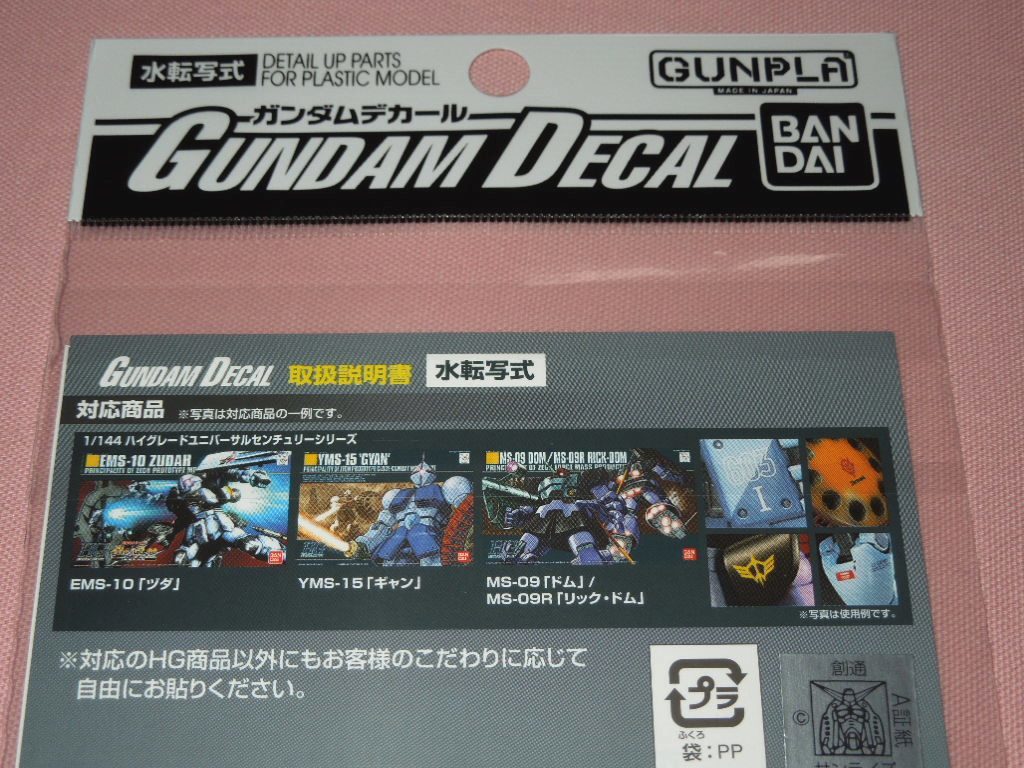 水転写式
DETAIL UP PARTS
FOR PLASTIC MODEL
GUNPLA
MADE IN JAPAN
ガンダムデカール
GUNDAM DECAL
BAN
DAI
GUNDAM DECAL 取扱説明書 水転写式
対応商品 ※写真は対応商品の一例です。
1/144 ハイグレードユニバーサルセンチュリーシリーズ
EMS-10 ZUDAH
YMS-15 'GYAN'
MS-09 DOM/MS-09R RICK-DOM
EMS-10「ヅダ」
YMS-15「ギャン」
MS-09「ドム」/
MS-09R「リック・ドム」
※写真は使用例です。
※対応のHG商品以外にもお客様のこだわりに応じて
自由にお貼りください。
プラ
ふくろ
袋：PP
創通
©
A証紙
サンライズ